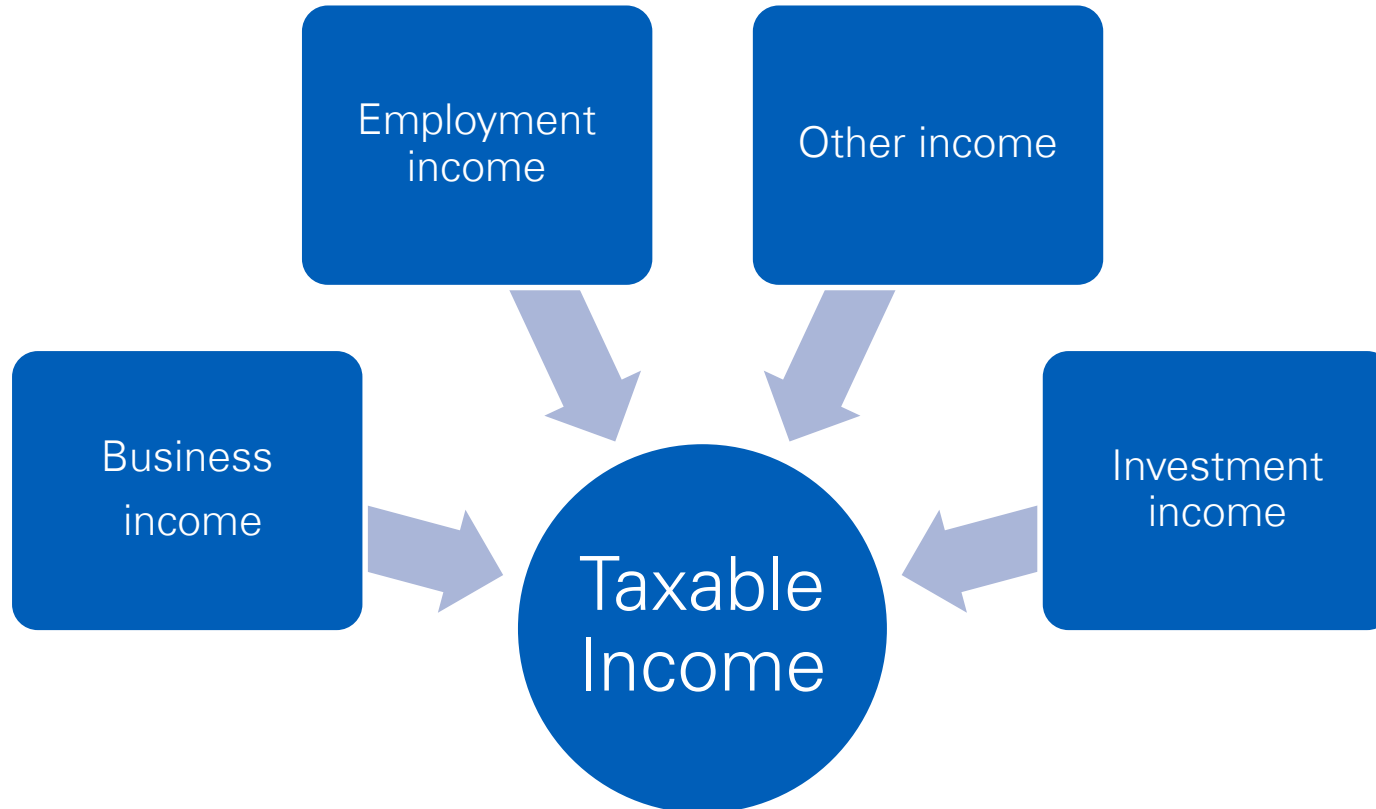 Employment
income
Other income
Business
income
Investment
income
Taxable
Income